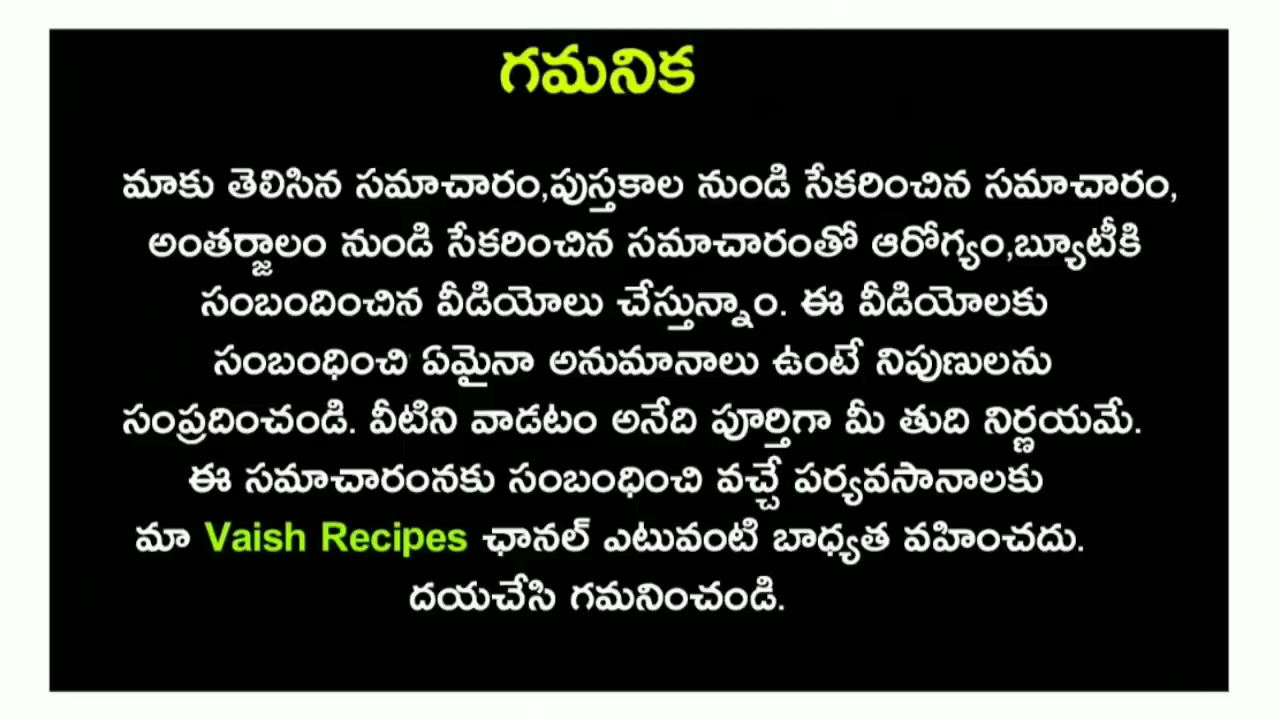 గమనిక
మాకు తెలిసిన సమాచారం,పుస్తకాల నుండి సేకరించిన సమాచారం,
అంతర్జాలం నుండి సేకరించిన సమాచారంతో ఆరోగ్యం,బ్యూటీకి
సంబందించిన వీడియోలు చేస్తున్నాం. ఈ వీడియోలకు
సంబంధించి ఏమైనా అనుమానాలు ఉంటే నిపుణులను
సంప్రదించండి. వీటిని వాడటం అనేది పూర్తిగా మీ తుది నిర్ణయమే.
ఈ సమాచారంనకు సంబంధించి వచ్చే పర్యవసానాలకు
మా Vaish Recipes ఛానల్ ఎటువంటి బాధ్యత వహించదు.
దయచేసి గమనించండి.